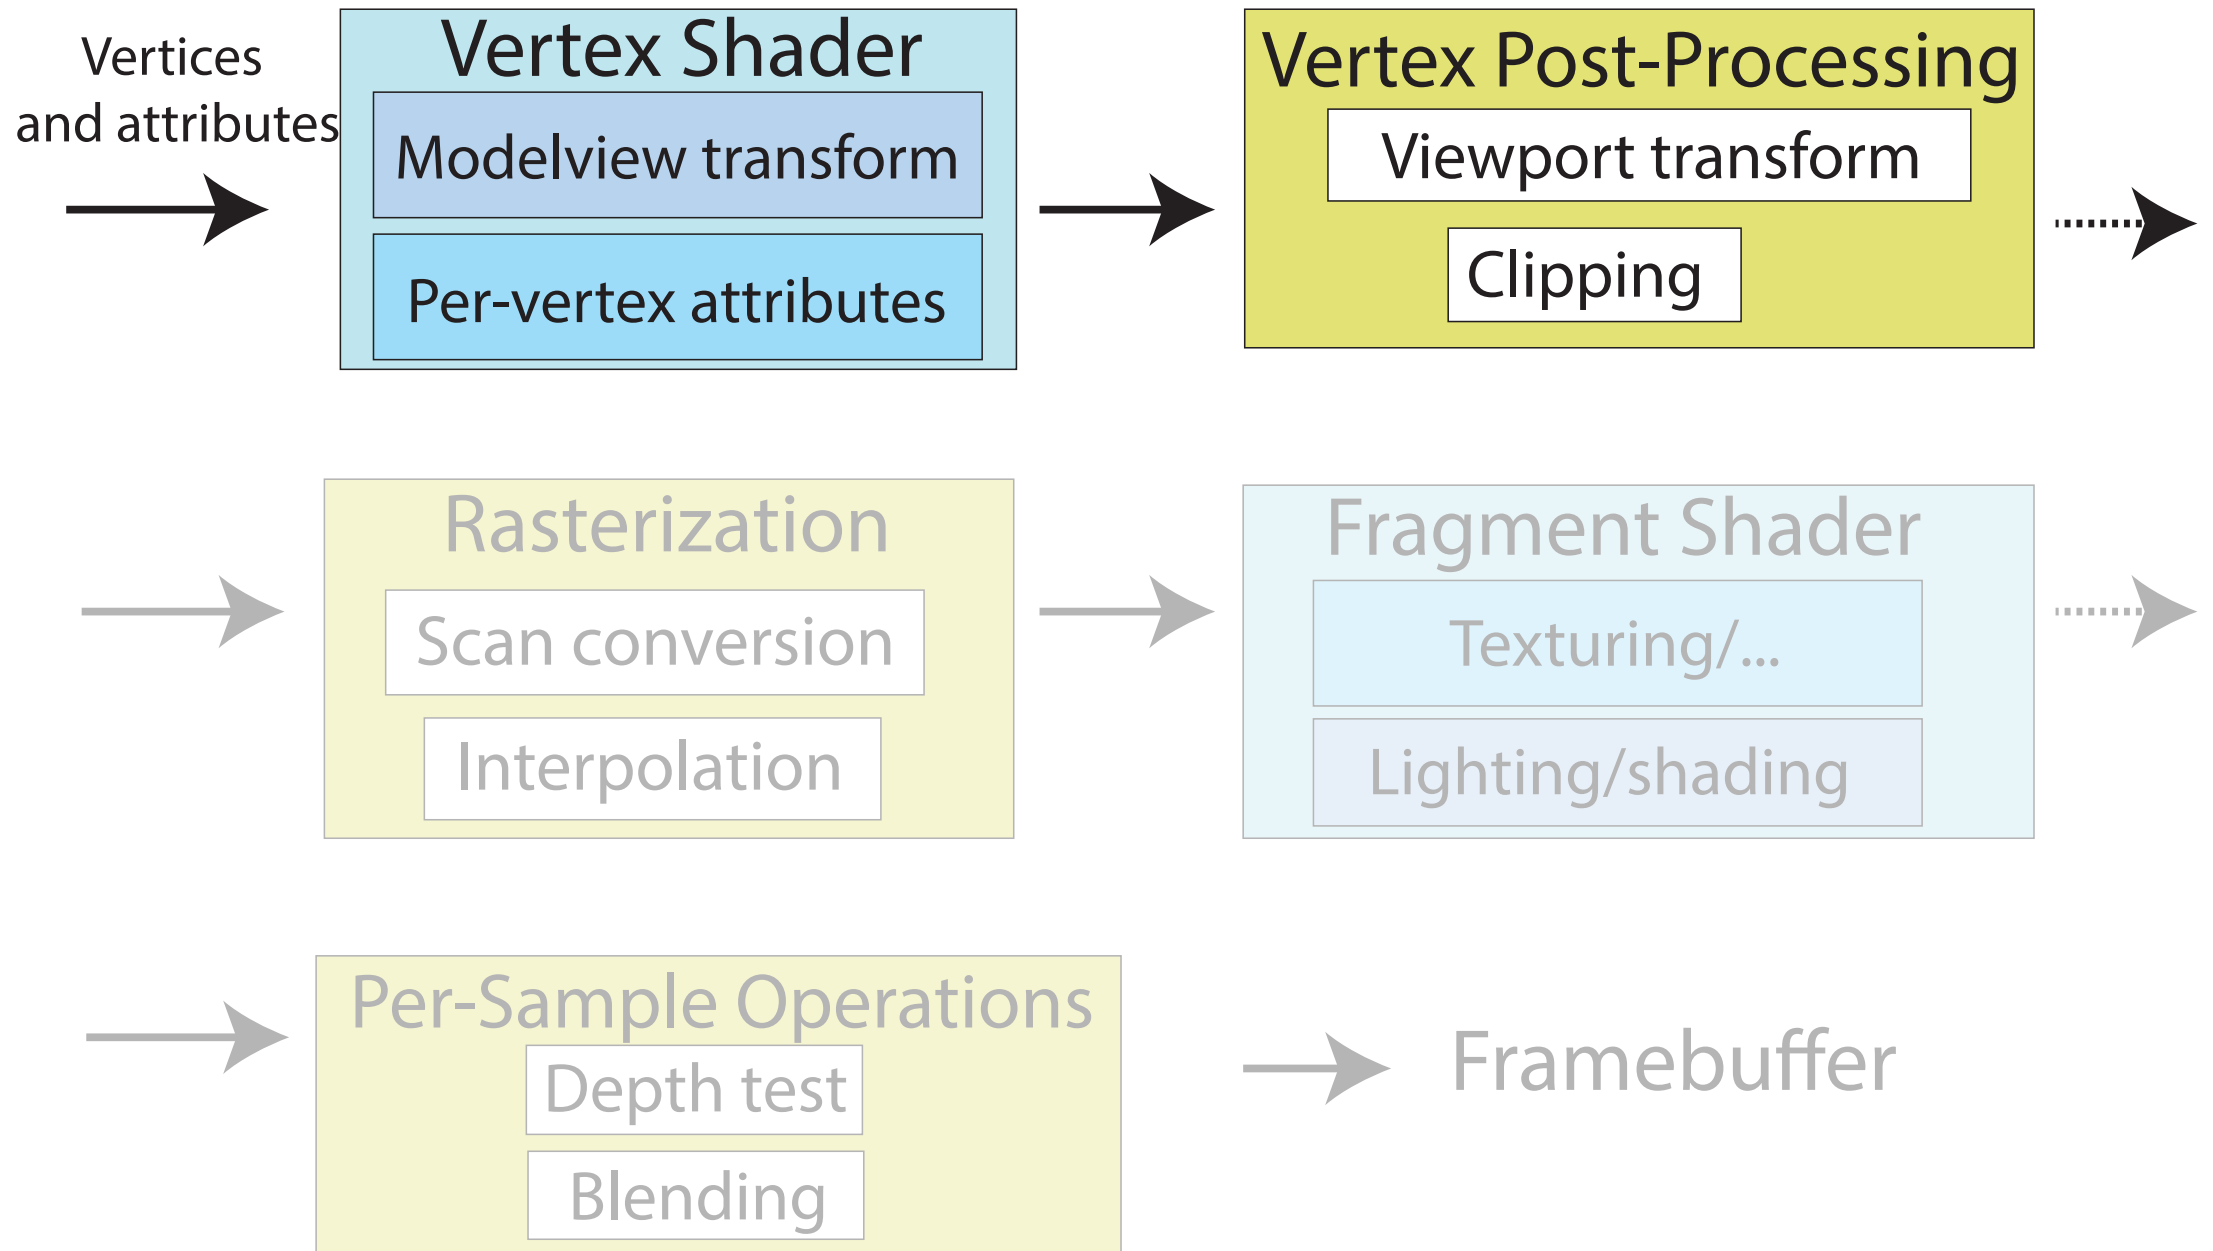 Vertices
and attributes
Vertex Shader
Modelview transform
Per-vertex attributes
Vertex Post-Processing
Viewport transform
Clipping
Rasterization
Scan conversion
Interpolation
Fragment Shader
Texturing/...
Lighting/shading
Per-Sample Operations
Depth test
Blending
Framebuffer